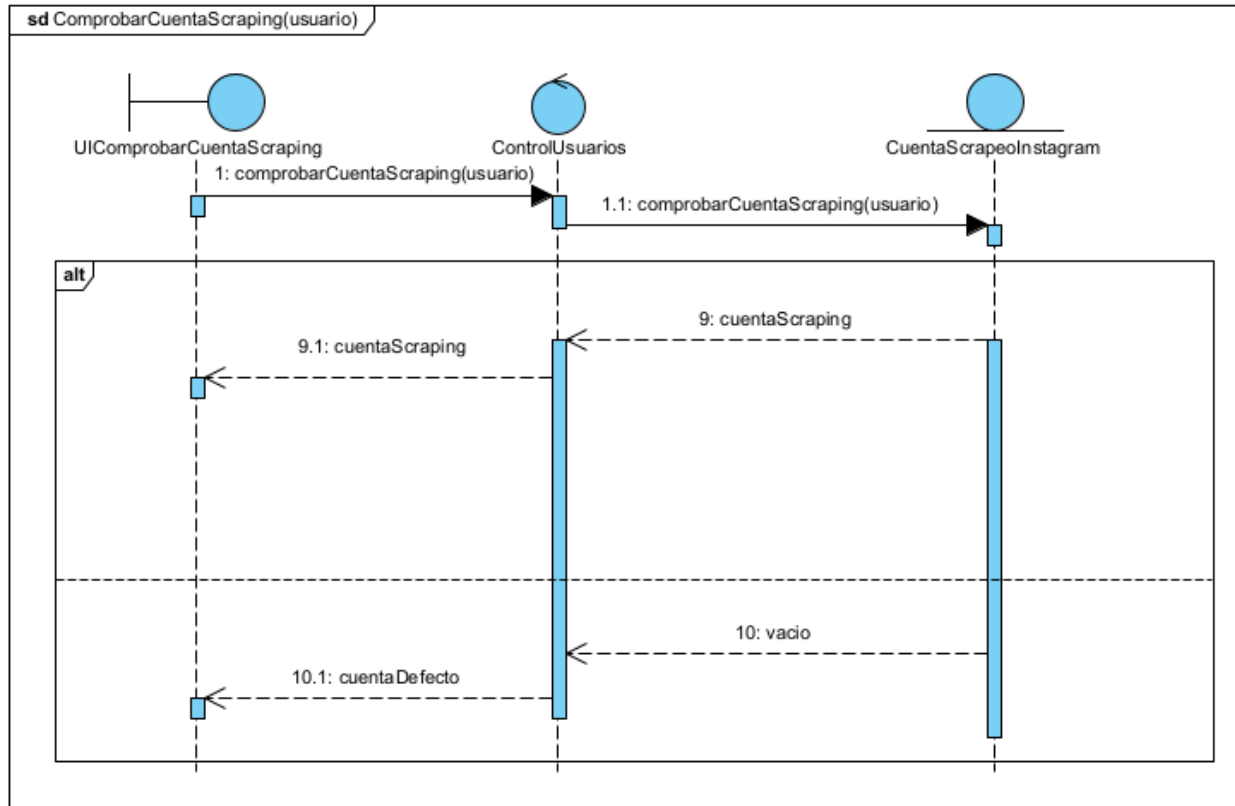 sd ComprobarCuentaScraping(usuario)
UIComprobarCuentaScraping
ControlUsuarios
CuentaScrapeoInstagram
1: comprobarCuentaScraping(usuario)
1.1: comprobarCuentaScraping(usuario)
alt
9: cuentaScraping
9.1: cuentaScraping
10: vacio
10.1: cuentaDefecto